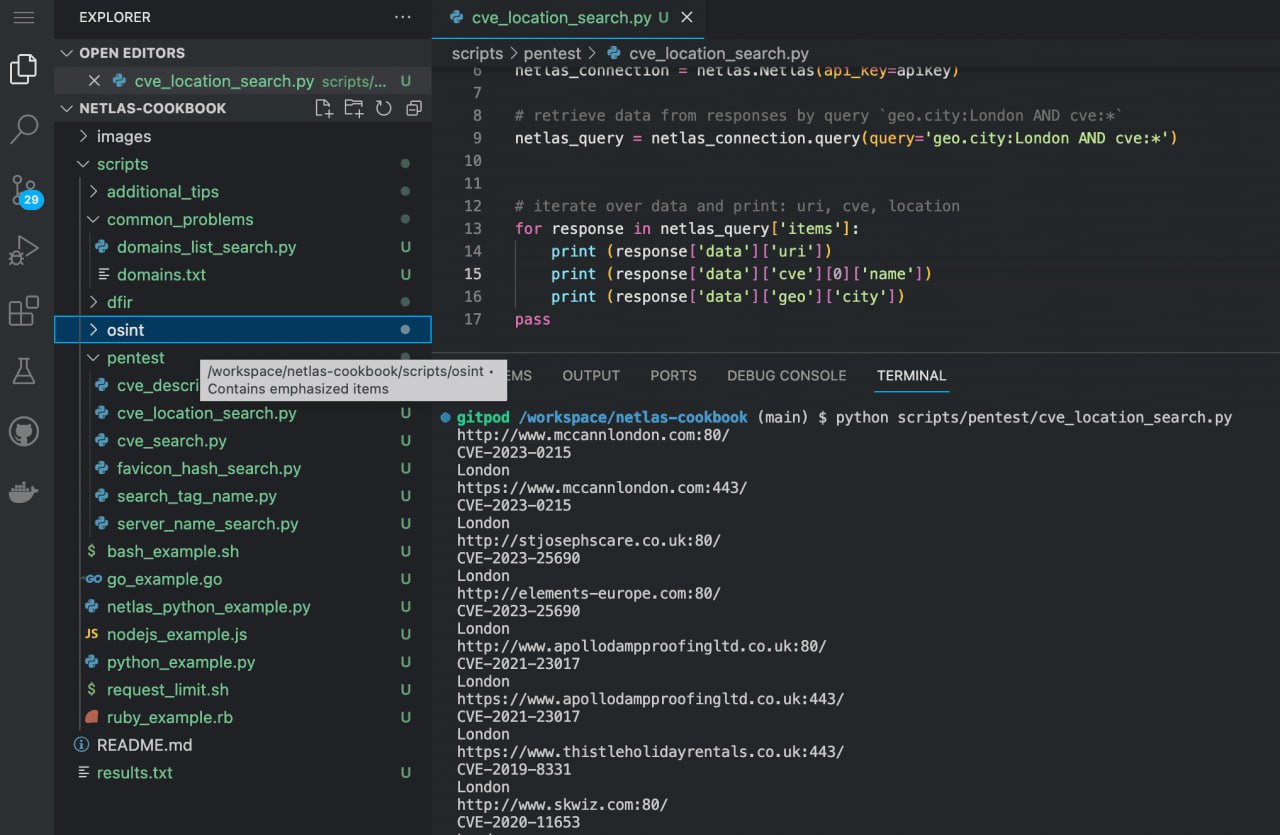 EXPLORER
OPEN EDITORS
cve_location_search.py scripts/... U
NETLAS-COOKBOOK
images
scripts
additional_tips
common_problems
domains_list_search.py U
domains.txt U
dfir
osint
pentest
/workspace/netlas-cookbook/scripts/osint •
Contains emphasized items
cve_descri
cve_location_search.py U
cve_search.py U
favicon_hash_search.py U
search_tag_name.py U
server_name_search.py U
$ bash_example.sh U
GO go_example.go U
netlas_python_example.py U
JS nodejs_example.js U
python_example.py U
$ request_limit.sh U
ruby_example.rb U
README.md
results.txt U
29
cve_location_search.py U
scripts > pentest > cve_location_search.py
6 netlas_connection = netlas.Netlas(api_key=apikey)
7
8 # retrieve data from responses by query `geo.city:London AND cve:*`
9 netlas_query = netlas_connection.query(query='geo.city:London AND cve:*')
10
11
12 # iterate over data and print: uri, cve, location
13 for response in netlas_query['items']:
14 print (response['data']['uri'])
15 print (response['data']['cve'][0]['name'])
16 print (response['data']['geo']['city'])
17 pass
EMS OUTPUT PORTS DEBUG CONSOLE TERMINAL
gitpod /workspace/netlas-cookbook (main) $ python scripts/pentest/cve_location_search.py
http://www.mccannlondon.com:80/
CVE-2023-0215
London
https://www.mccannlondon.com:443/
CVE-2023-0215
London
http://stjosephscare.co.uk:80/
CVE-2023-25690
London
http://elements-europe.com:80/
CVE-2023-25690
London
http://www.apollodampproofingltd.co.uk:80/
CVE-2021-23017
London
https://www.apollodampproofingltd.co.uk:443/
CVE-2021-23017
London
https://www.thistleholidayrentals.co.uk:443/
CVE-2019-8331
London
http://www.skwiz.com:80/
CVE-2020-11653